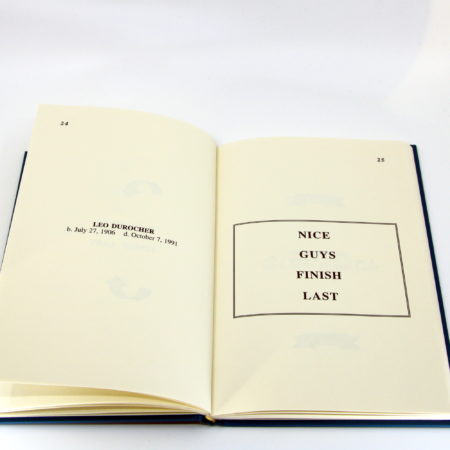 24
LEO DUROCHER
b. July 27, 1906 d. October 7, 1991
25
NICE
GUYS
FINISH
LAST